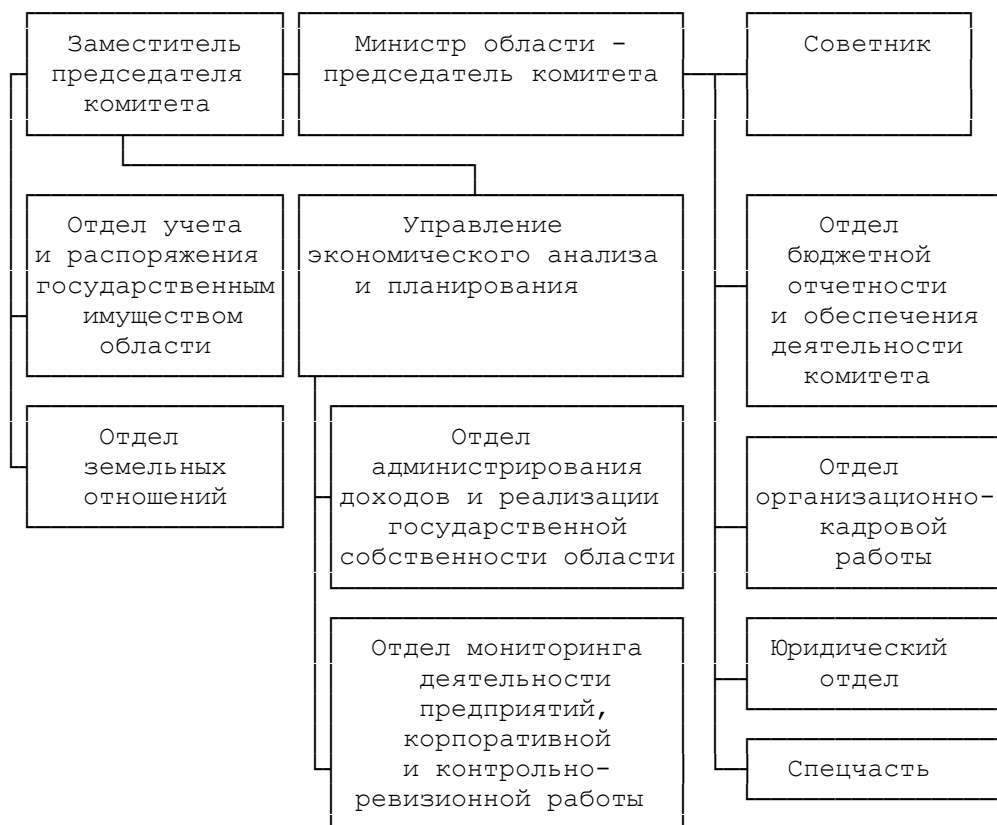 Заместитель
председателя
комитета
Министр области -
председатель комитета
Советник
Отдел учета
и распоряжения
государственным
имуществом
области
Управление
экономического анализа
и планирования
Отдел
бюджетной
отчетности
и обеспечения
деятельности
комитета
Отдел
земельных
отношений
Отдел
администрирования
доходов и реализации
государственной
собственности области
Отдел
организационно-
кадровой
работы
Отдел мониторинга
деятельности
предприятий,
корпоративной
и контрольно-
ревизионной работы
Юридический
отдел
Спецчасть